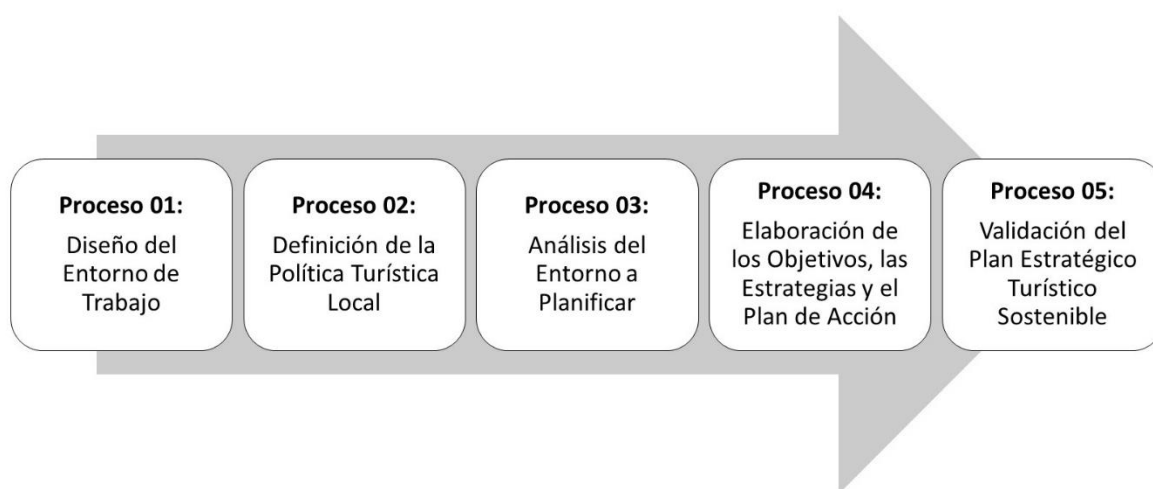 Proceso 01:
Diseño del
Entorno de
Trabajo
Proceso 02:
Definición de la
Política Turística
Local
Proceso 03:
Análisis del
Entorno a
Planificar
Proceso 04:
Elaboración de
los Objetivos, las
Estrategias y el
Plan de Acción
Proceso 05:
Validación del
Plan Estratégico
Turístico
Sostenible